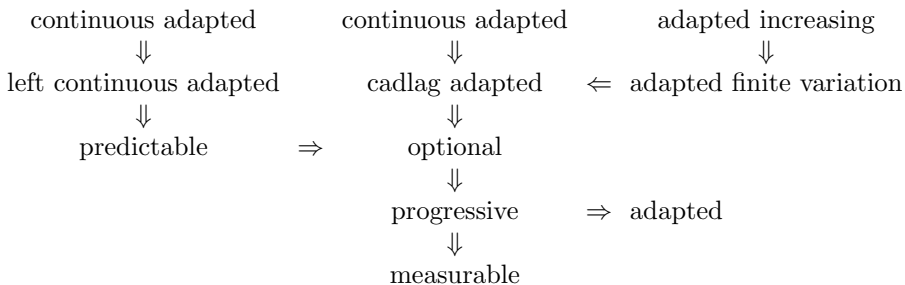 continuous adapted continuous adapted adapted increasing
⇓ ⇓ ⇓
left continuous adapted cadlag adapted ⇐ adapted finite variation
⇓ ⇓
predictable ⇒ optional
⇓
progressive ⇒ adapted
⇓
measurable